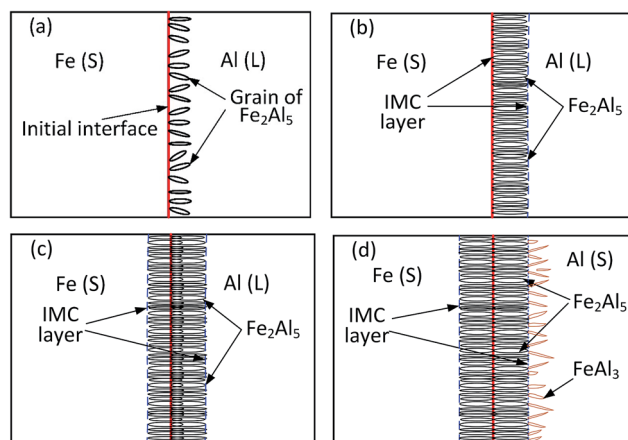 (a)
Fe (S)
Al (L)
Initial interface
Grain of
Fe₂Al₅
(b)
Fe (S)
Al (L)
IMC
layer
Fe₂Al₅
(c)
Fe (S)
Al (L)
IMC
layer
Fe₂Al₅
(d)
Fe (S)
Al (S)
IMC
layer
Fe₂Al₅
FeAl₃